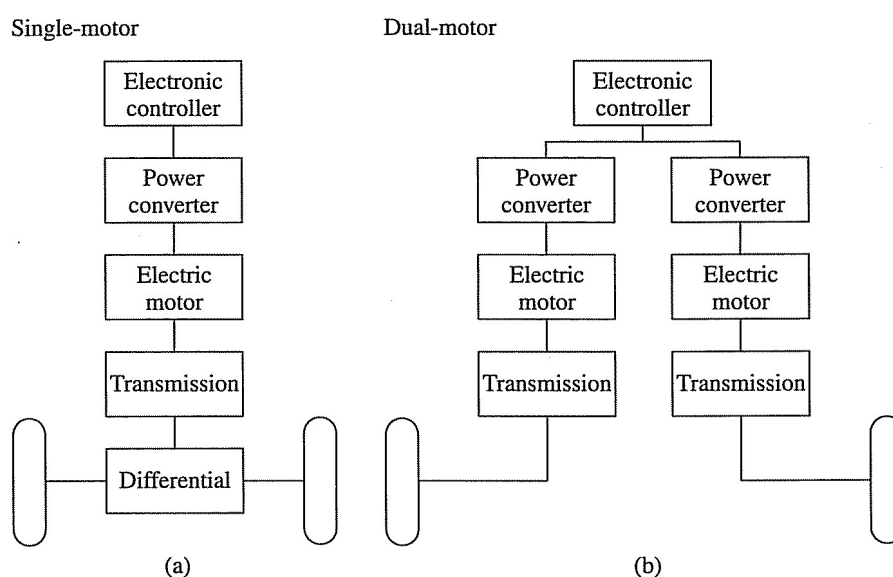 Single-motor
Electronic
controller
Power
converter
Electric
motor
Transmission
Differential
(a)
Dual-motor
Electronic
controller
Power
converter
Power
converter
Electric
motor
Electric
motor
Transmission
Transmission
(b)